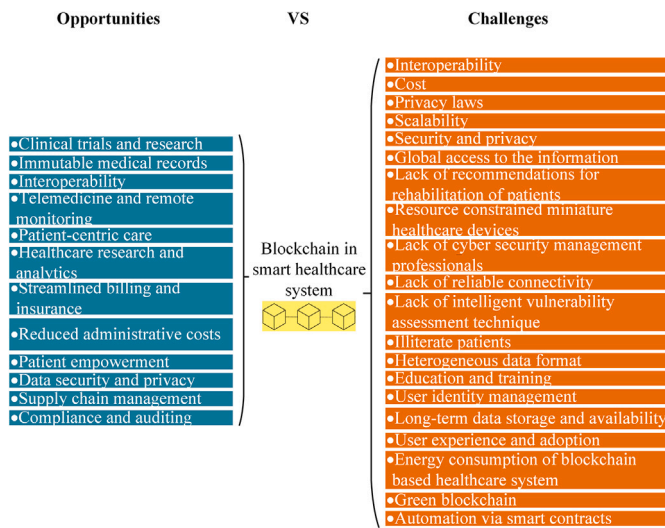 Opportunities
VS
Challenges
●Clinical trials and research
●Immutable medical records
●Interoperability
●Telemedicine and remote
monitoring
●Patient-centric care
●Healthcare research and
analytics
●Streamlined billing and
insurance
●Reduced administrative costs
●Patient empowerment
●Data security and privacy
●Supply chain management
●Compliance and auditing
Blockchain in
smart healthcare
system
●Interoperability
●Cost
●Privacy laws
●Scalability
●Security and privacy
●Global access to the information
●Lack of recommendations for
rehabilitation of patients
●Resource constrained miniature
healthcare devices
●Lack of cyber security management
professionals
●Lack of reliable connectivity
●Lack of intelligent vulnerability
assessment technique
●Illiterate patients
●Heterogeneous data format
●Education and training
●User identity management
●Long-term data storage and availability
●User experience and adoption
●Energy consumption of blockchain
based healthcare system
●Green blockchain
●Automation via smart contracts